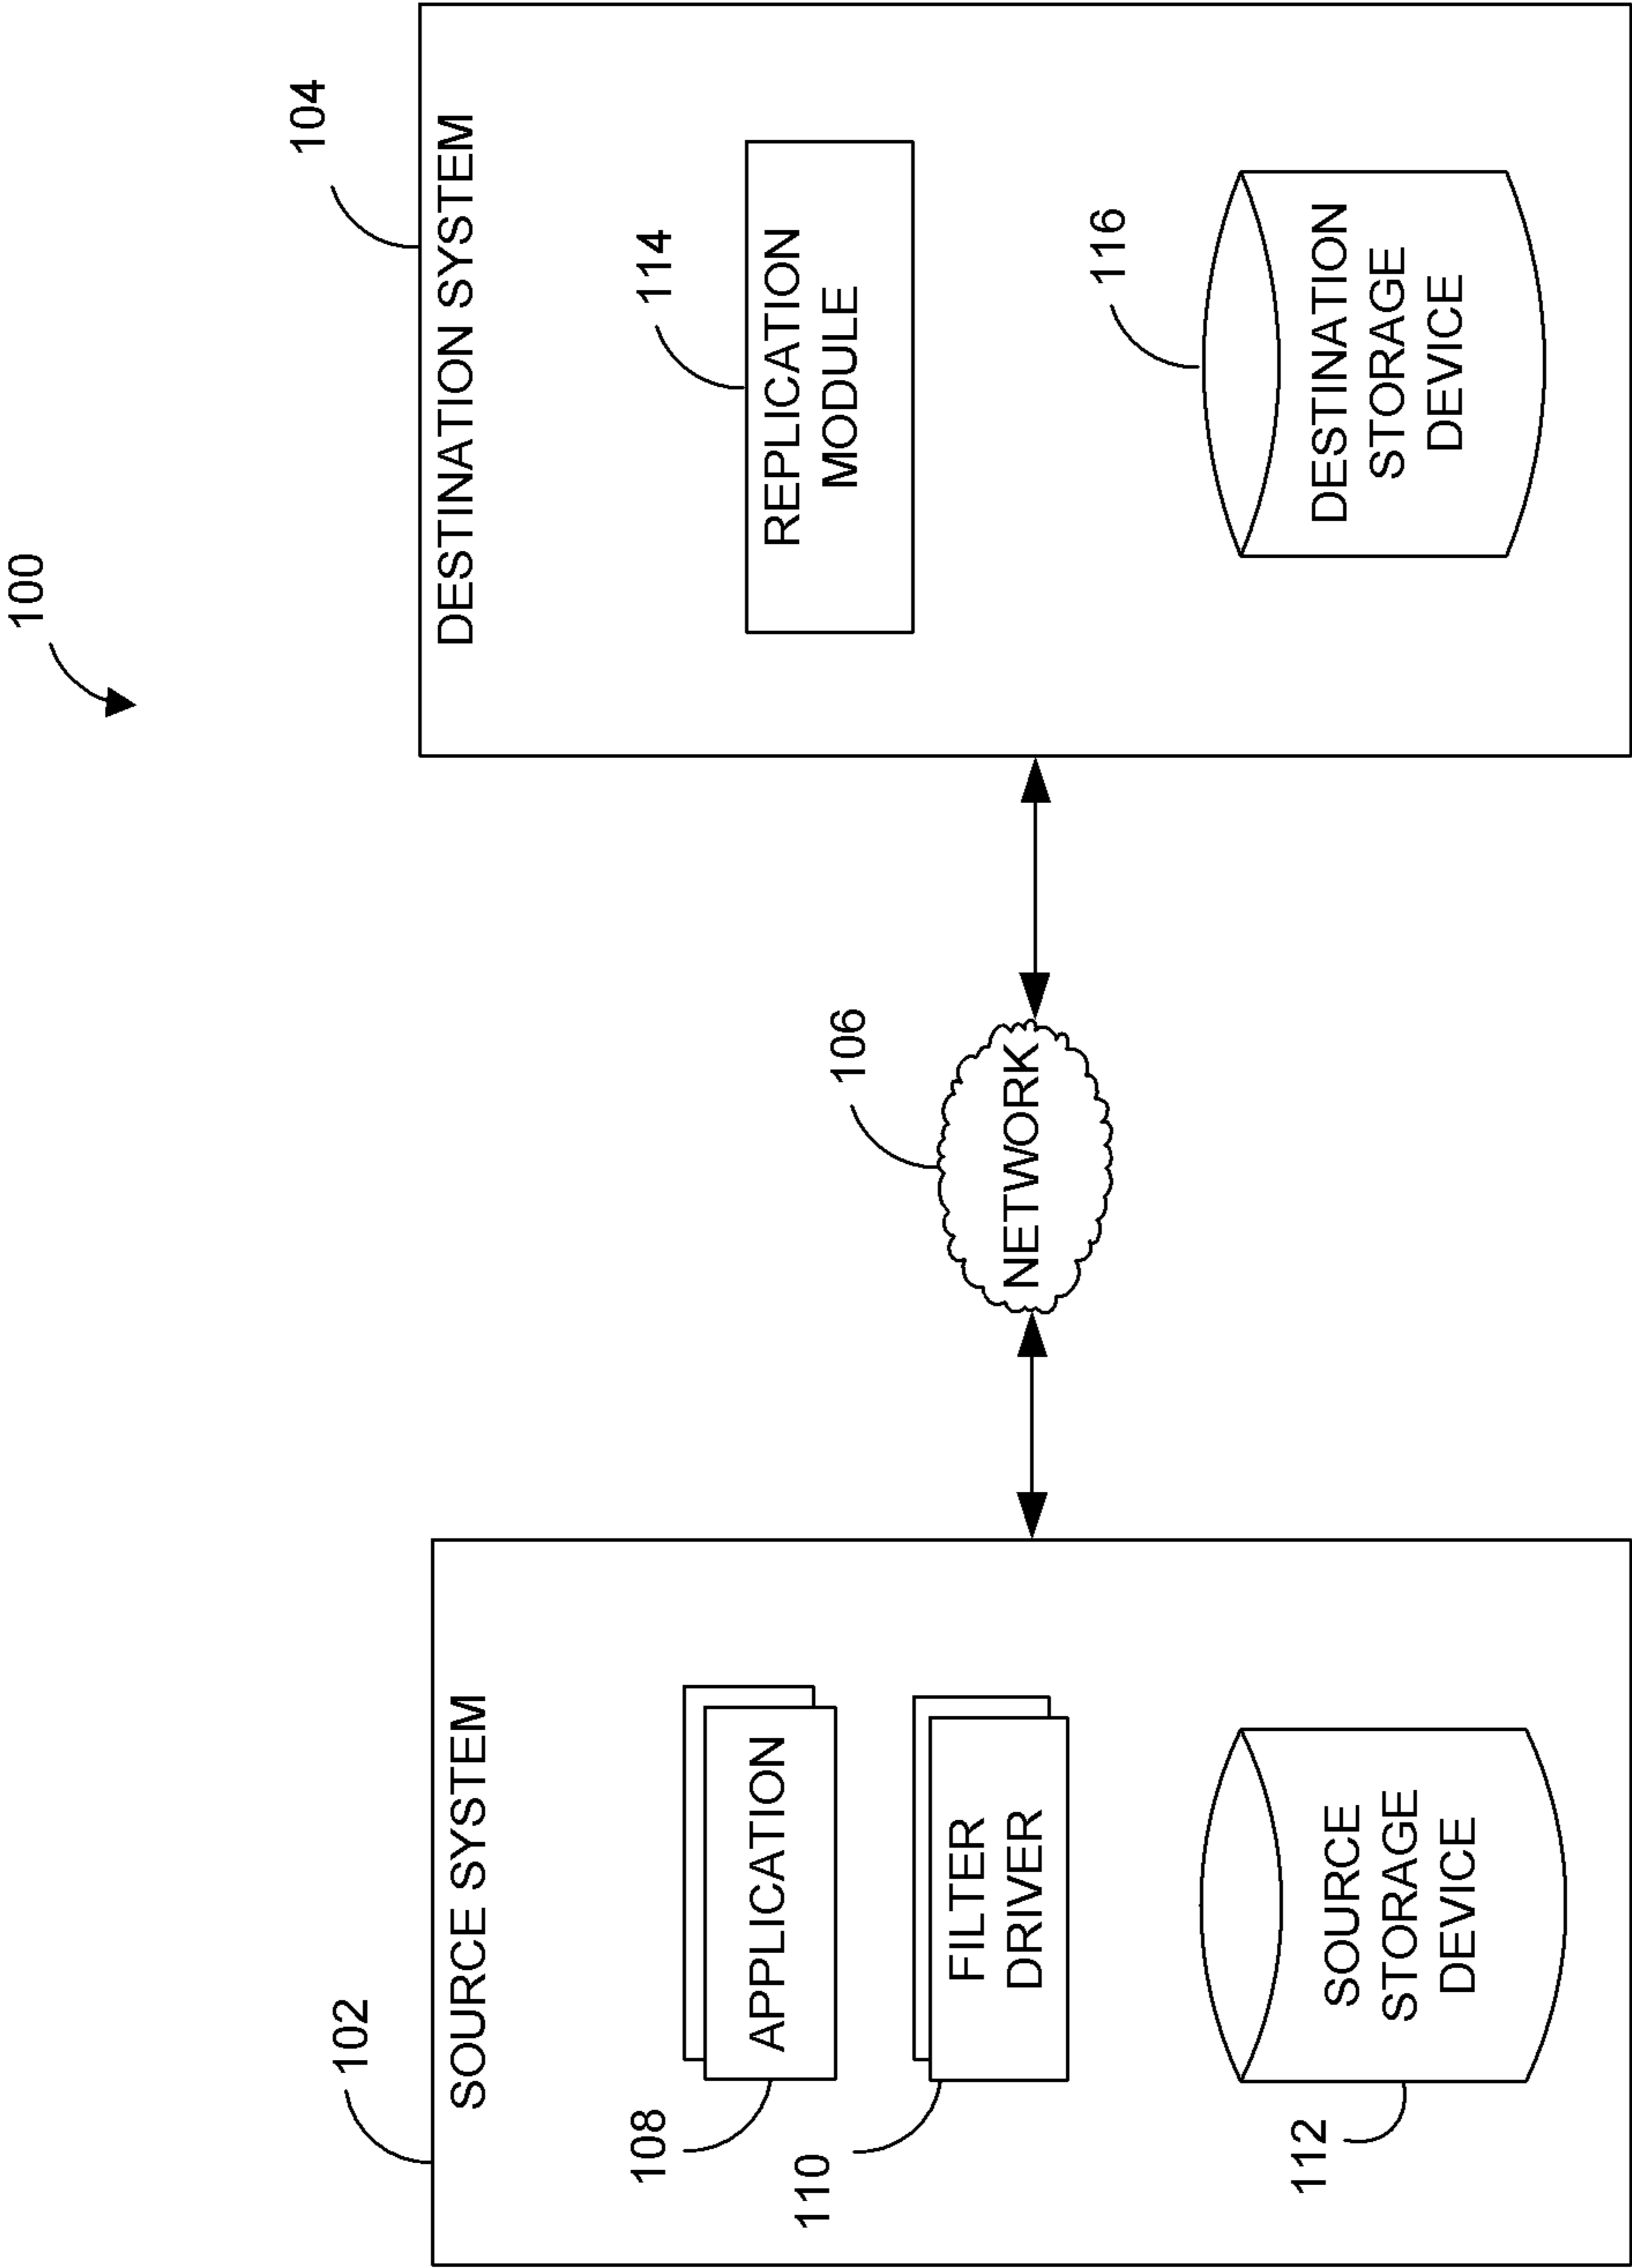 100
102
SOURCE SYSTEM
108
APPLICATION
110
FILTER
DRIVER
112
SOURCE
STORAGE
DEVICE
106
NETWORK
104
DESTINATION SYSTEM
114
REPLICATION
MODULE
116
DESTINATION
STORAGE
DEVICE